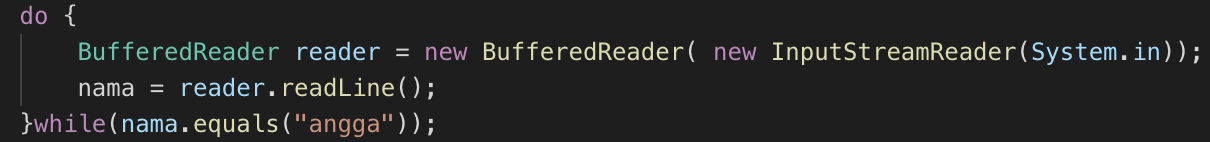 do {
BufferedReader reader = new BufferedReader( new InputStreamReader(System.in));
nama = reader.readLine();
}while(nama.equals("angga"));